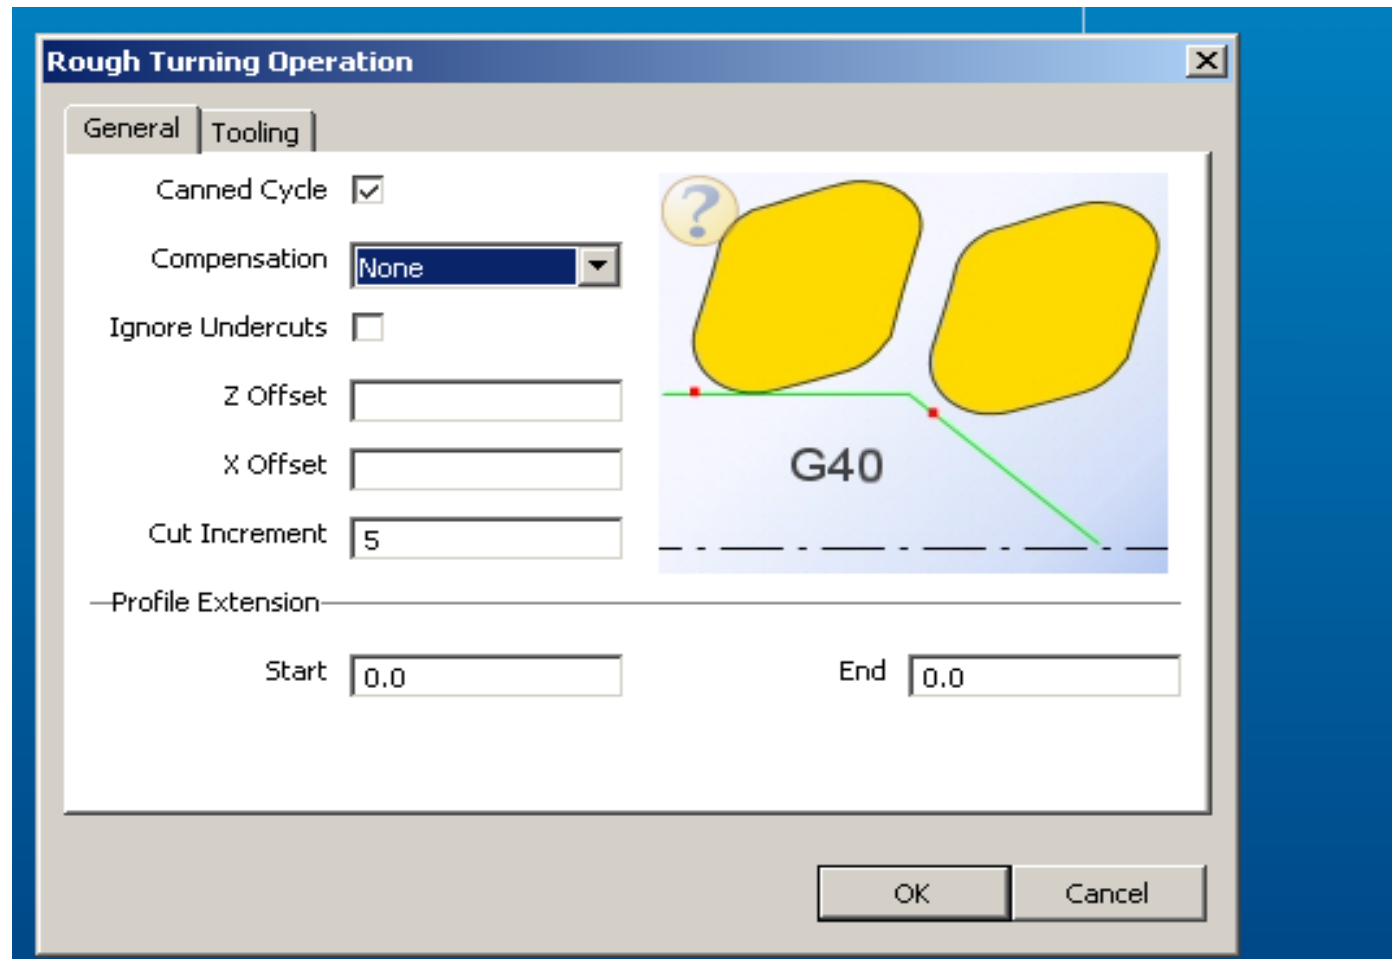 Rough Turning Operation
General Tooling
Canned Cycle
Compensation None
Ignore Undercuts
Z Offset
X Offset
Cut Increment 5
Profile Extension
Start 0.0 End 0.0
?
G40
OK Cancel